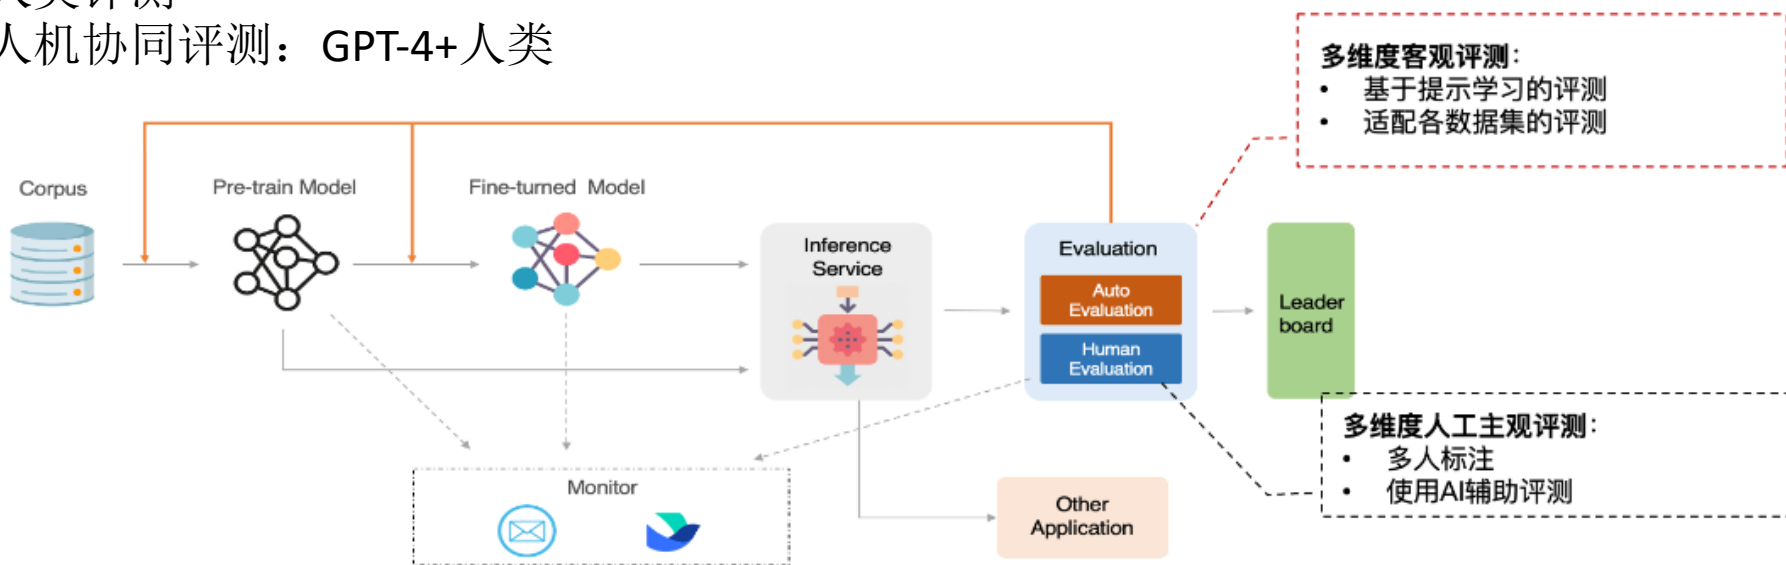 人机协同评测：GPT-4+人类
多维度客观评测:
• 基于提示学习的评测
• 适配各数据集的评测
Corpus
Pre-train Model
Fine-turned Model
Inference
Service
Evaluation
Auto
Evaluation
Human
Evaluation
Leader
board
多维度人工主观评测:
• 多人标注
• 使用AI辅助评测
Monitor
Other
Application